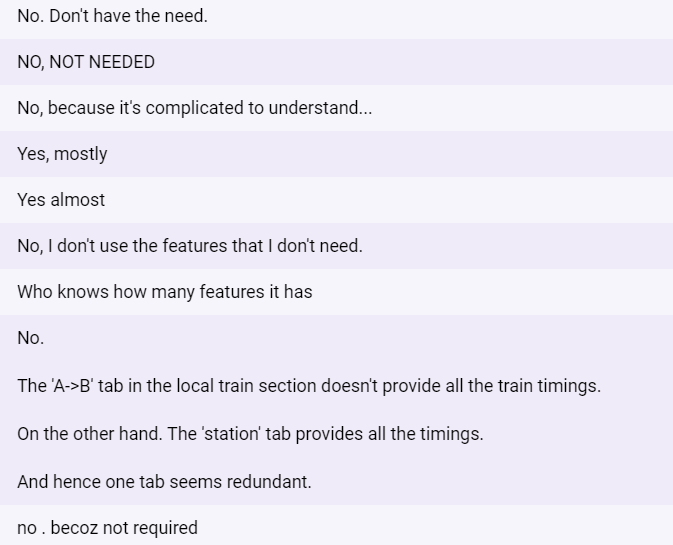 No. Don't have the need.
NO, NOT NEEDED
No, because it's complicated to understand...
Yes, mostly
Yes almost
No, I don't use the features that I don't need.
Who knows how many features it has
No.
The 'A->B' tab in the local train section doesn't provide all the train timings.
On the other hand. The 'station' tab provides all the timings.
And hence one tab seems redundant.
no . becoz not required